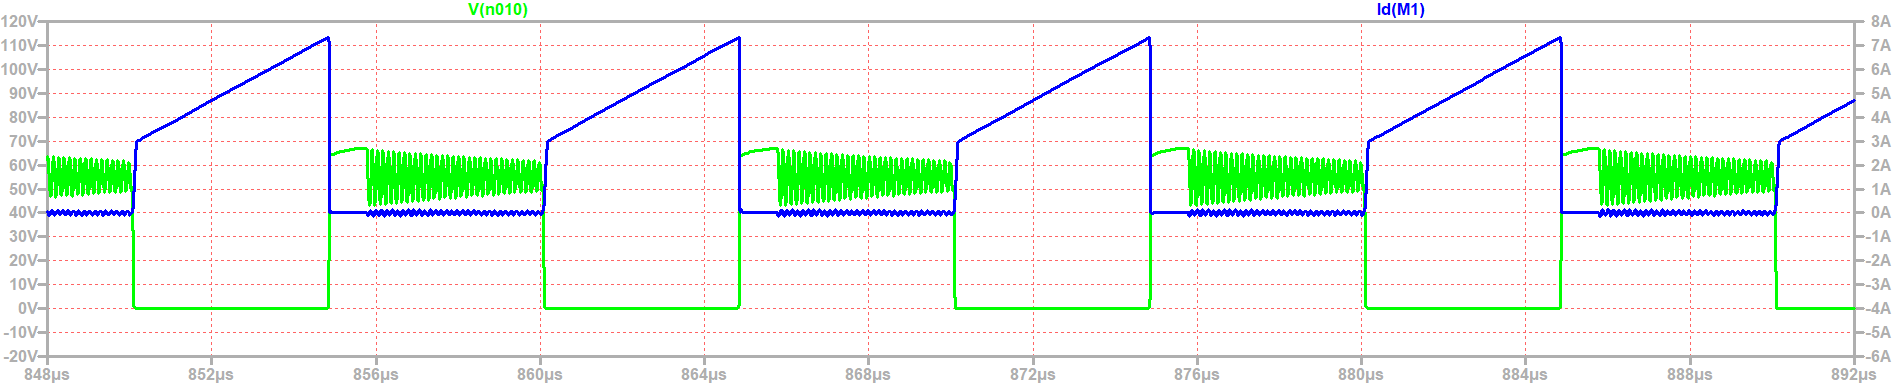 V(n010) Id(M1)
120V 8A
110V 7A
100V 6A
90V 5A
80V 4A
70V 3A
60V 2A
50V 1A
40V 0A
30V -1A
20V -2A
10V -3A
0V -4A
-10V -5A
-20V -6A
848µs 852µs 856µs 860µs 864µs 868µs 872µs 876µs 880µs 884µs 888µs 892µs